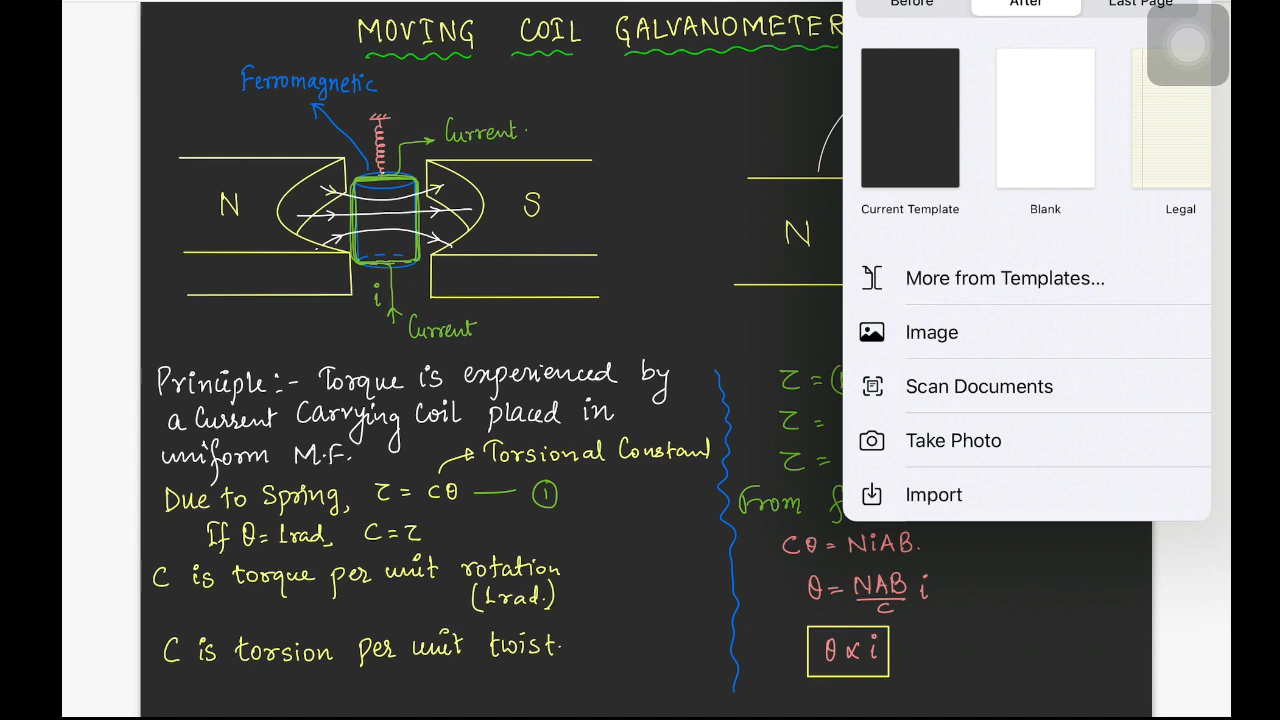 MOVING COIL GALVANOMETER
Ferromagnetic
Current.
N
S
i
Current
Principle:- Torque is experienced by
a Current Carrying Coil placed in
uniform M.F.
Torsional Constant
Due to Spring, τ = cθ —— ①
If θ = 1rad, C = τ
C is torque per unit rotation
(1rad.)
C is torsion per unit twist.
N
τ = (
τ =
τ =
From
cθ = NiAB.
θ = NAB/C i
θ ∝ i
Before After Last Page
Current Template Blank Legal
More from Templates...
Image
Scan Documents
Take Photo
Import